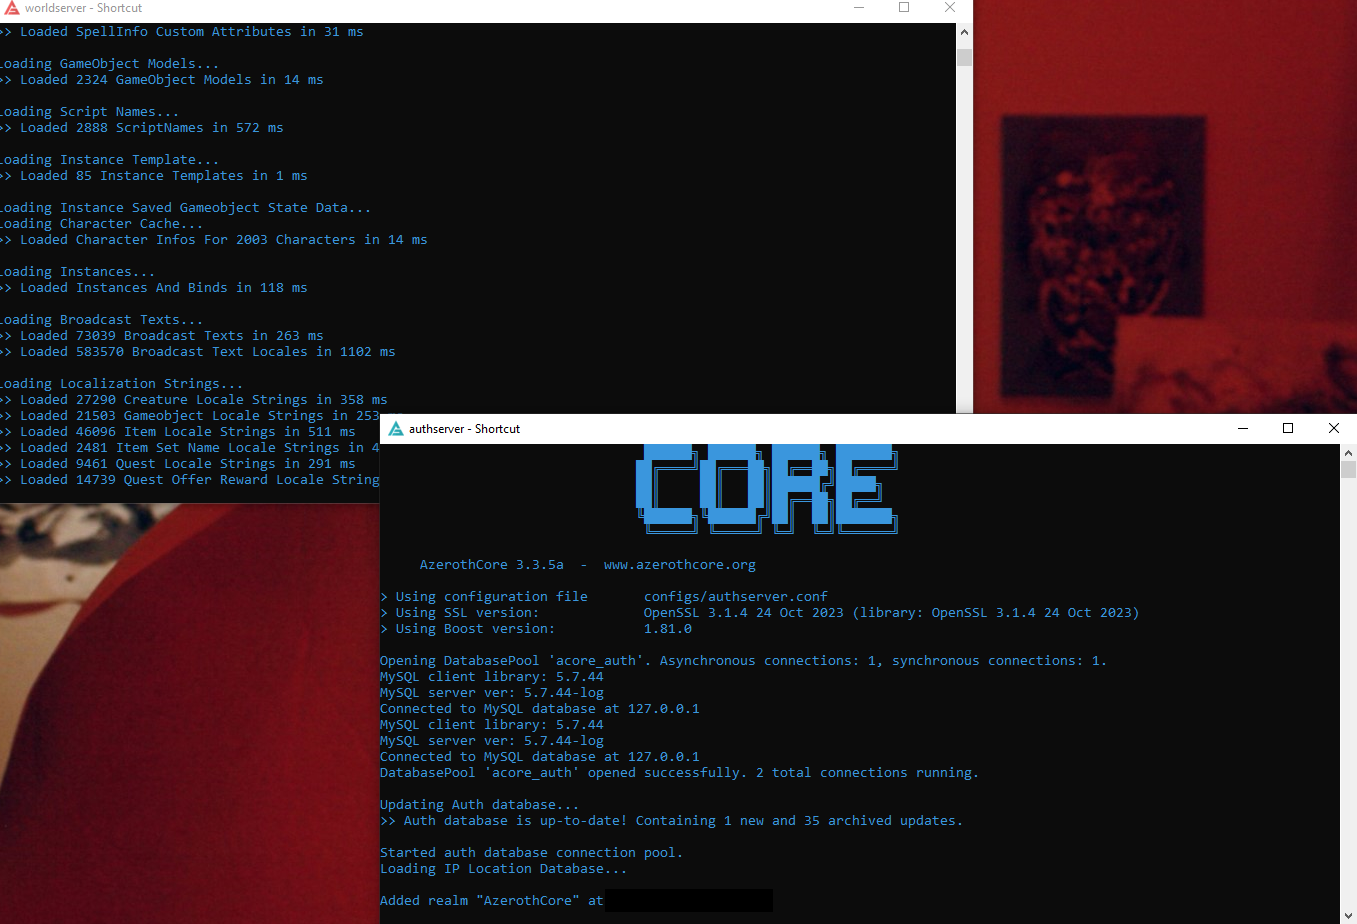 worldserver - Shortcut
>> Loaded SpellInfo Custom Attributes in 31 ms
Loading GameObject Models...
>> Loaded 2324 GameObject Models in 14 ms
Loading Script Names...
>> Loaded 2888 ScriptNames in 572 ms
Loading Instance Template...
>> Loaded 85 Instance Templates in 1 ms
Loading Instance Saved Gameobject State Data...
Loading Character Cache...
>> Loaded Character Infos For 2003 Characters in 14 ms
Loading Instances...
>> Loaded Instances And Binds in 118 ms
Loading Broadcast Texts...
>> Loaded 73039 Broadcast Texts in 263 ms
>> Loaded 583570 Broadcast Text Locales in 1102 ms
Loading Localization Strings...
>> Loaded 27290 Creature Locale Strings in 358 ms
>> Loaded 21503 Gameobject Locale Strings in 253
>> Loaded 46096 Item Locale Strings in 511 ms
>> Loaded 2481 Item Set Name Locale Strings in 4
>> Loaded 9461 Quest Locale Strings in 291 ms
>> Loaded 14739 Quest Offer Reward Locale String
authserver - Shortcut
CORE
AzerothCore 3.3.5a - www.azerothcore.org
> Using configuration file configs/authserver.conf
> Using SSL version: OpenSSL 3.1.4 24 Oct 2023 (library: OpenSSL 3.1.4 24 Oct 2023)
> Using Boost version: 1.81.0
Opening DatabasePool 'acore_auth'. Asynchronous connections: 1, synchronous connections: 1.
MySQL client library: 5.7.44
MySQL server ver: 5.7.44-log
Connected to MySQL database at 127.0.0.1
MySQL client library: 5.7.44
MySQL server ver: 5.7.44-log
Connected to MySQL database at 127.0.0.1
DatabasePool 'acore_auth' opened successfully. 2 total connections running.
Updating Auth database...
>> Auth database is up-to-date! Containing 1 new and 35 archived updates.
Started auth database connection pool.
Loading IP Location Database...
Added realm "AzerothCore" at